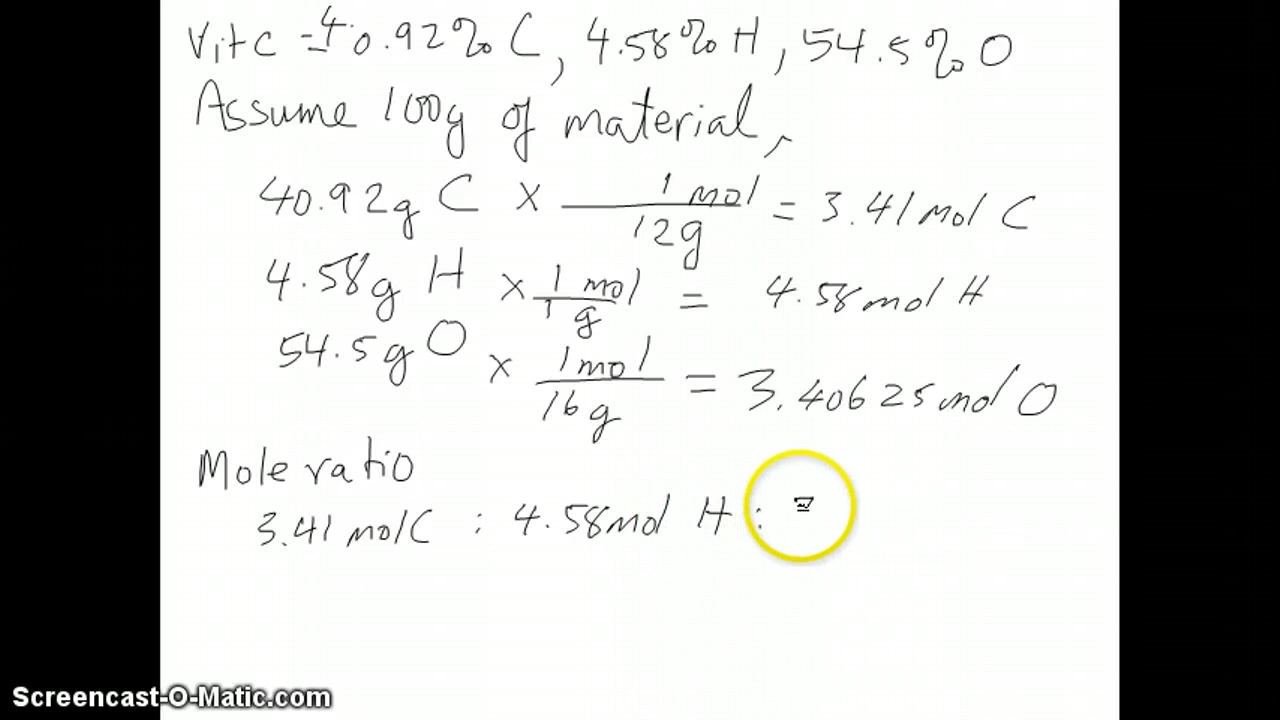 Vit C = 40.92% C, 4.58% H, 54.5% O
Assume 100g of material,
40.92g C × 1 mol / 12g = 3.41 mol C
4.58g H × 1 mol / 1g = 4.58 mol H
54.5g O × 1 mol / 16g = 3.40625 mol O
Mole ratio
3.41 mol C : 4.58 mol H :
Screencast-O-Matic.com